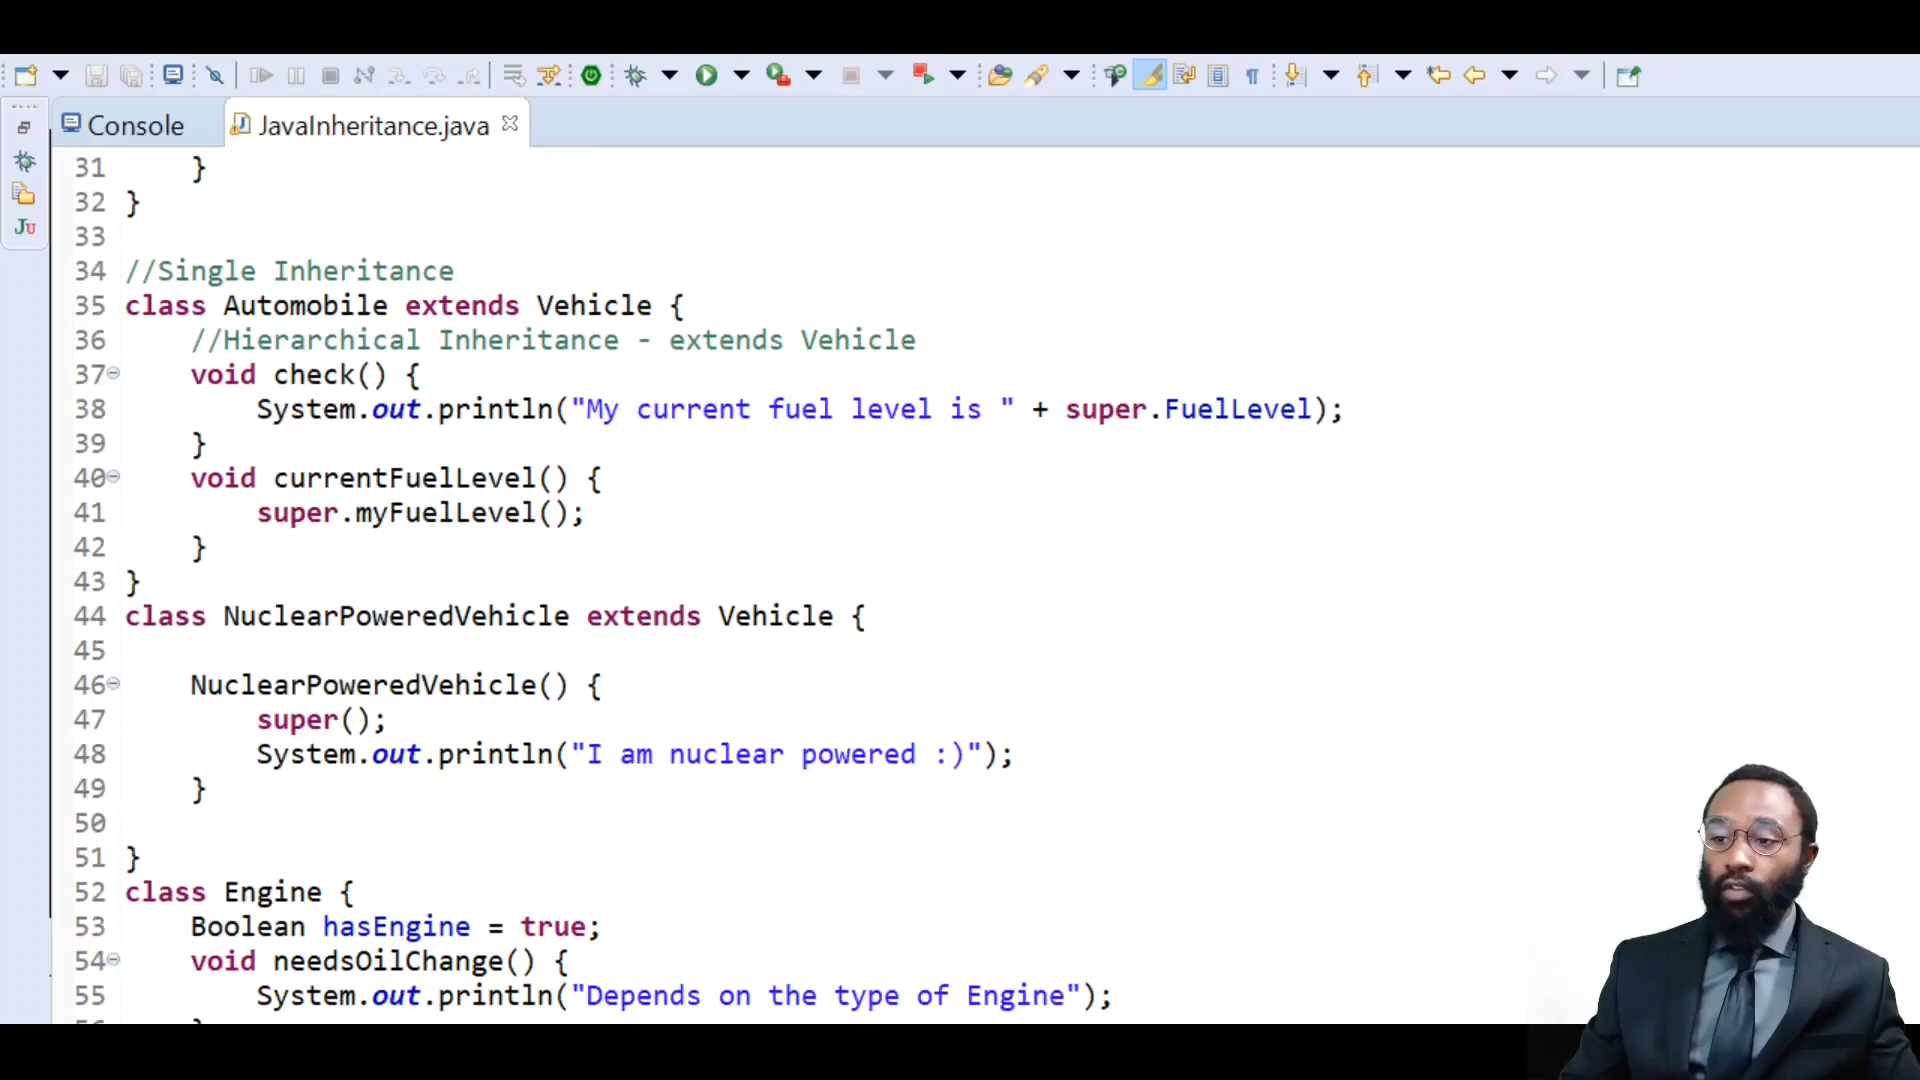 Console
JavaInheritance.java
31 }
32 }
33
34 //Single Inheritance
35 class Automobile extends Vehicle {
36 //Hierarchical Inheritance - extends Vehicle
37 void check() {
38 System.out.println("My current fuel level is " + super.FuelLevel);
39 }
40 void currentFuelLevel() {
41 super.myFuelLevel();
42 }
43 }
44 class NuclearPoweredVehicle extends Vehicle {
45
46 NuclearPoweredVehicle() {
47 super();
48 System.out.println("I am nuclear powered :)");
49 }
50
51 }
52 class Engine {
53 Boolean hasEngine = true;
54 void needsOilChange() {
55 System.out.println("Depends on the type of Engine");
Ju